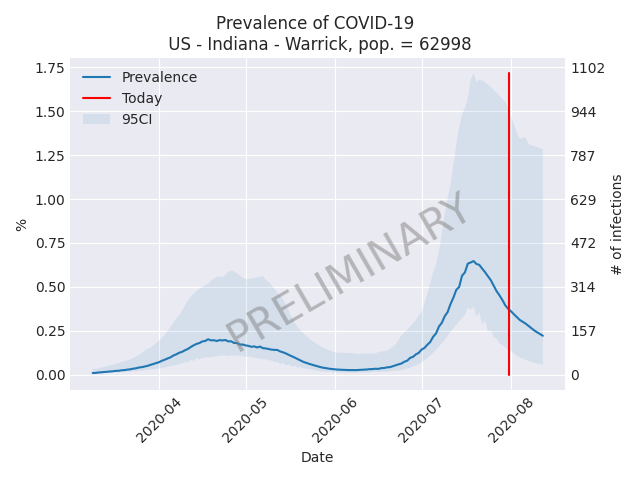 Prevalence of COVID-19
US - Indiana - Warrick, pop. = 62998
Prevalence
Today
95CI
1.75
1.50
1.25
1.00
0.75
0.50
0.25
0.00
%
1102
944
787
629
472
314
157
0
# of infections
PRELIMINARY
2020-04
2020-05
2020-06
2020-07
2020-08
Date